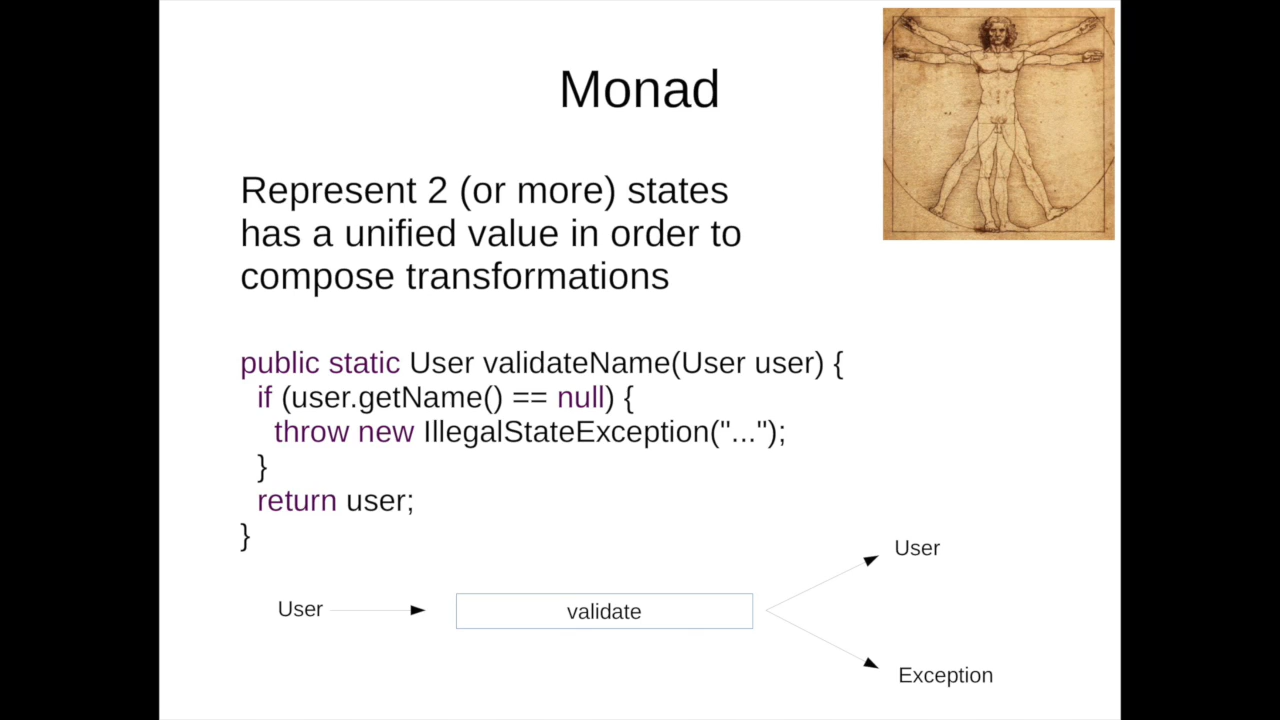 Monad
Represent 2 (or more) states
has a unified value in order to
compose transformations
public static User validateName(User user) {
if (user.getName() == null) {
throw new IllegalStateException("...");
}
return user;
}
User
User
validate
Exception